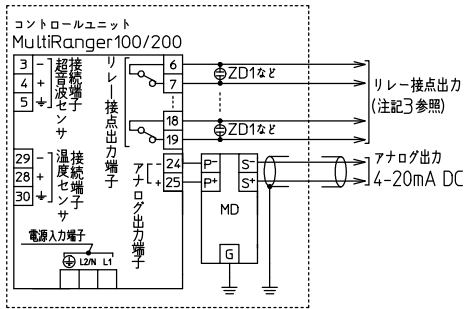 コントロールユニット
MultiRanger100/200
3 −
4 +
5
超音波センサ
接続端子
リレー接点出力端子
6
7
18
19
ZD1など
ZD1など
リレー接点出力
(注記3参照)
29 −
28 +
30
温度センサ
接続端子
アナログ出力端子
− 24
+ 25
P−
P+
S−
S+
MD
G
アナログ出力
4-20mA DC
電源入力端子
L2/N L1